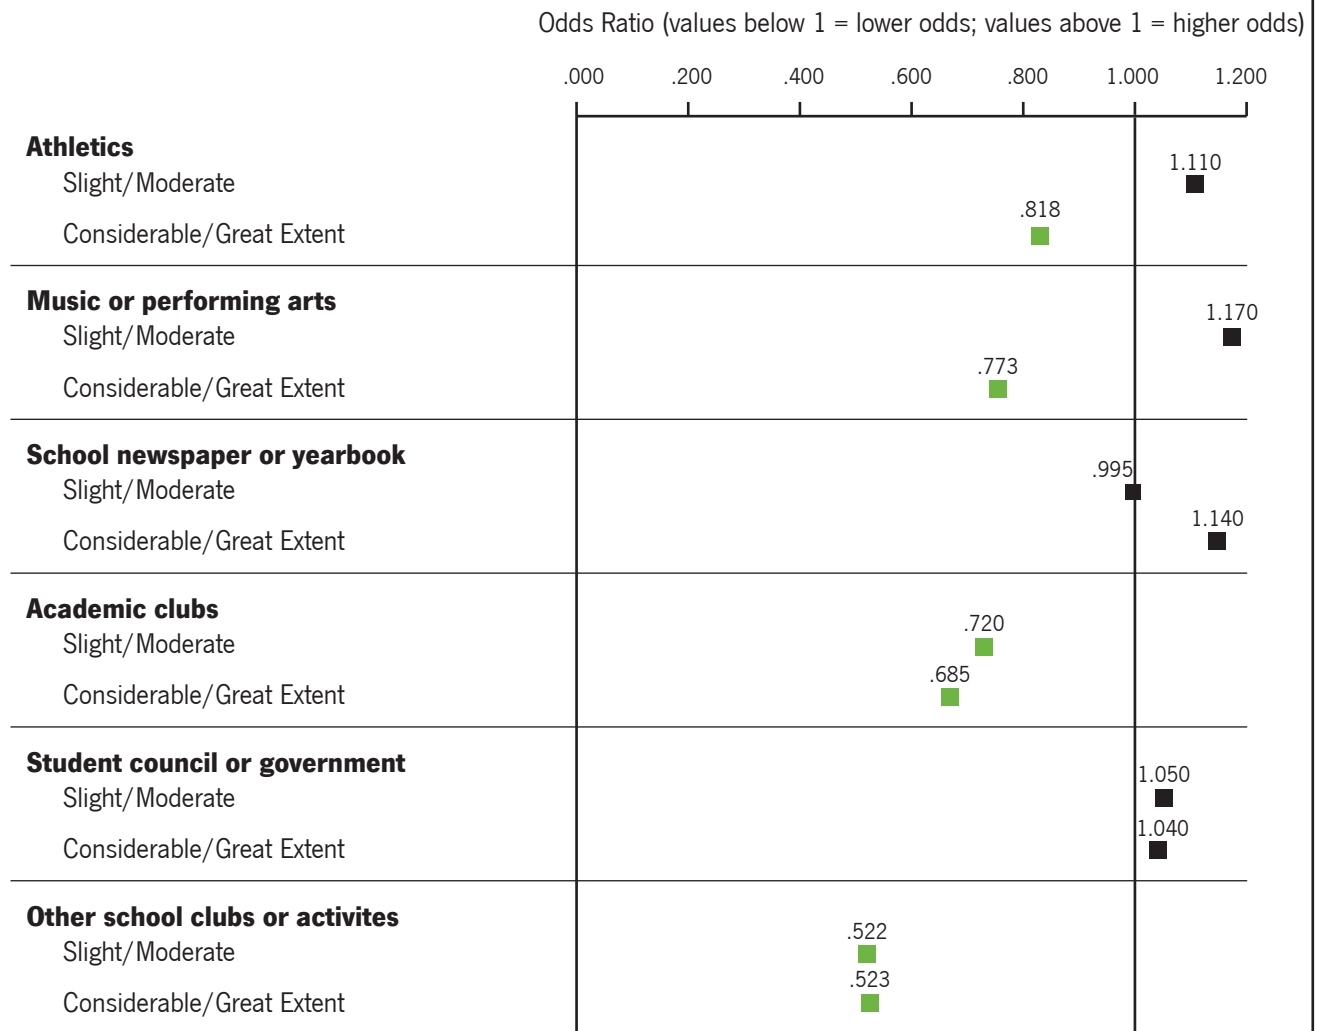 Odds Ratio (values below 1 = lower odds; values above 1 = higher odds)
.000 .200 .400 .600 .800 1.000 1.200
Athletics
1.110
Slight/Moderate
.818
Considerable/Great Extent
Music or performing arts
1.170
Slight/Moderate
.773
Considerable/Great Extent
School newspaper or yearbook
.995
Slight/Moderate
1.140
Considerable/Great Extent
Academic clubs
.720
Slight/Moderate
.685
Considerable/Great Extent
Student council or government
1.050
Slight/Moderate
1.040
Considerable/Great Extent
Other school clubs or activites
.522
Slight/Moderate
.523
Considerable/Great Extent